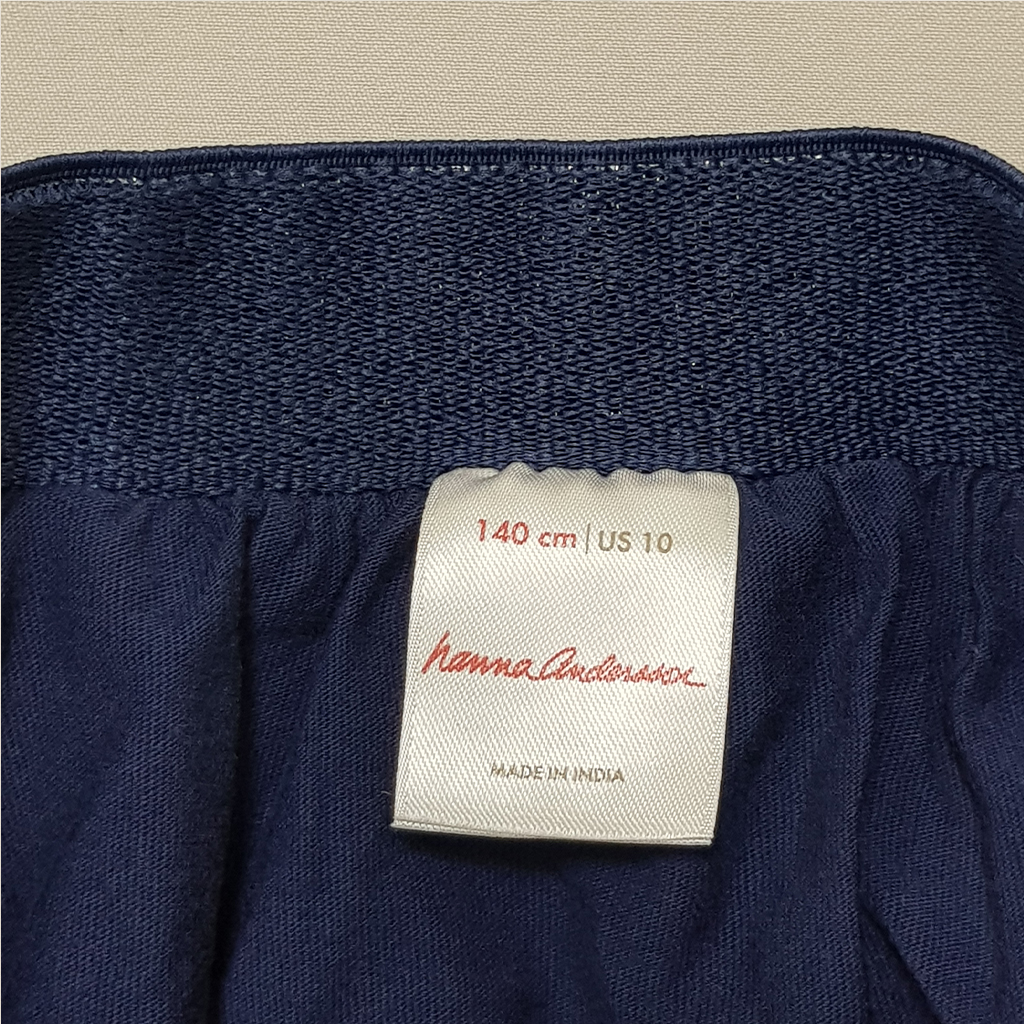 140 cm | US 10
hanna Andersson
MADE IN INDIA